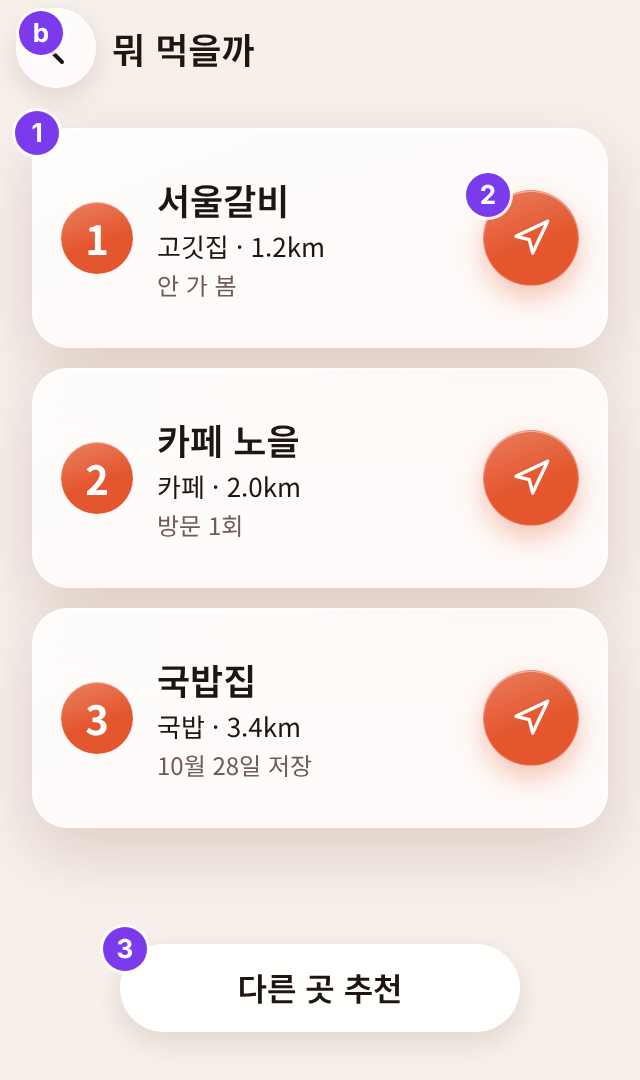 b
뭐 먹을까
1
1
서울갈비
고깃집 · 1.2km
안 가 봄
2
2
카페 노을
카페 · 2.0km
방문 1회
3
국밥집
국밥 · 3.4km
10월 28일 저장
3
다른 곳 추천